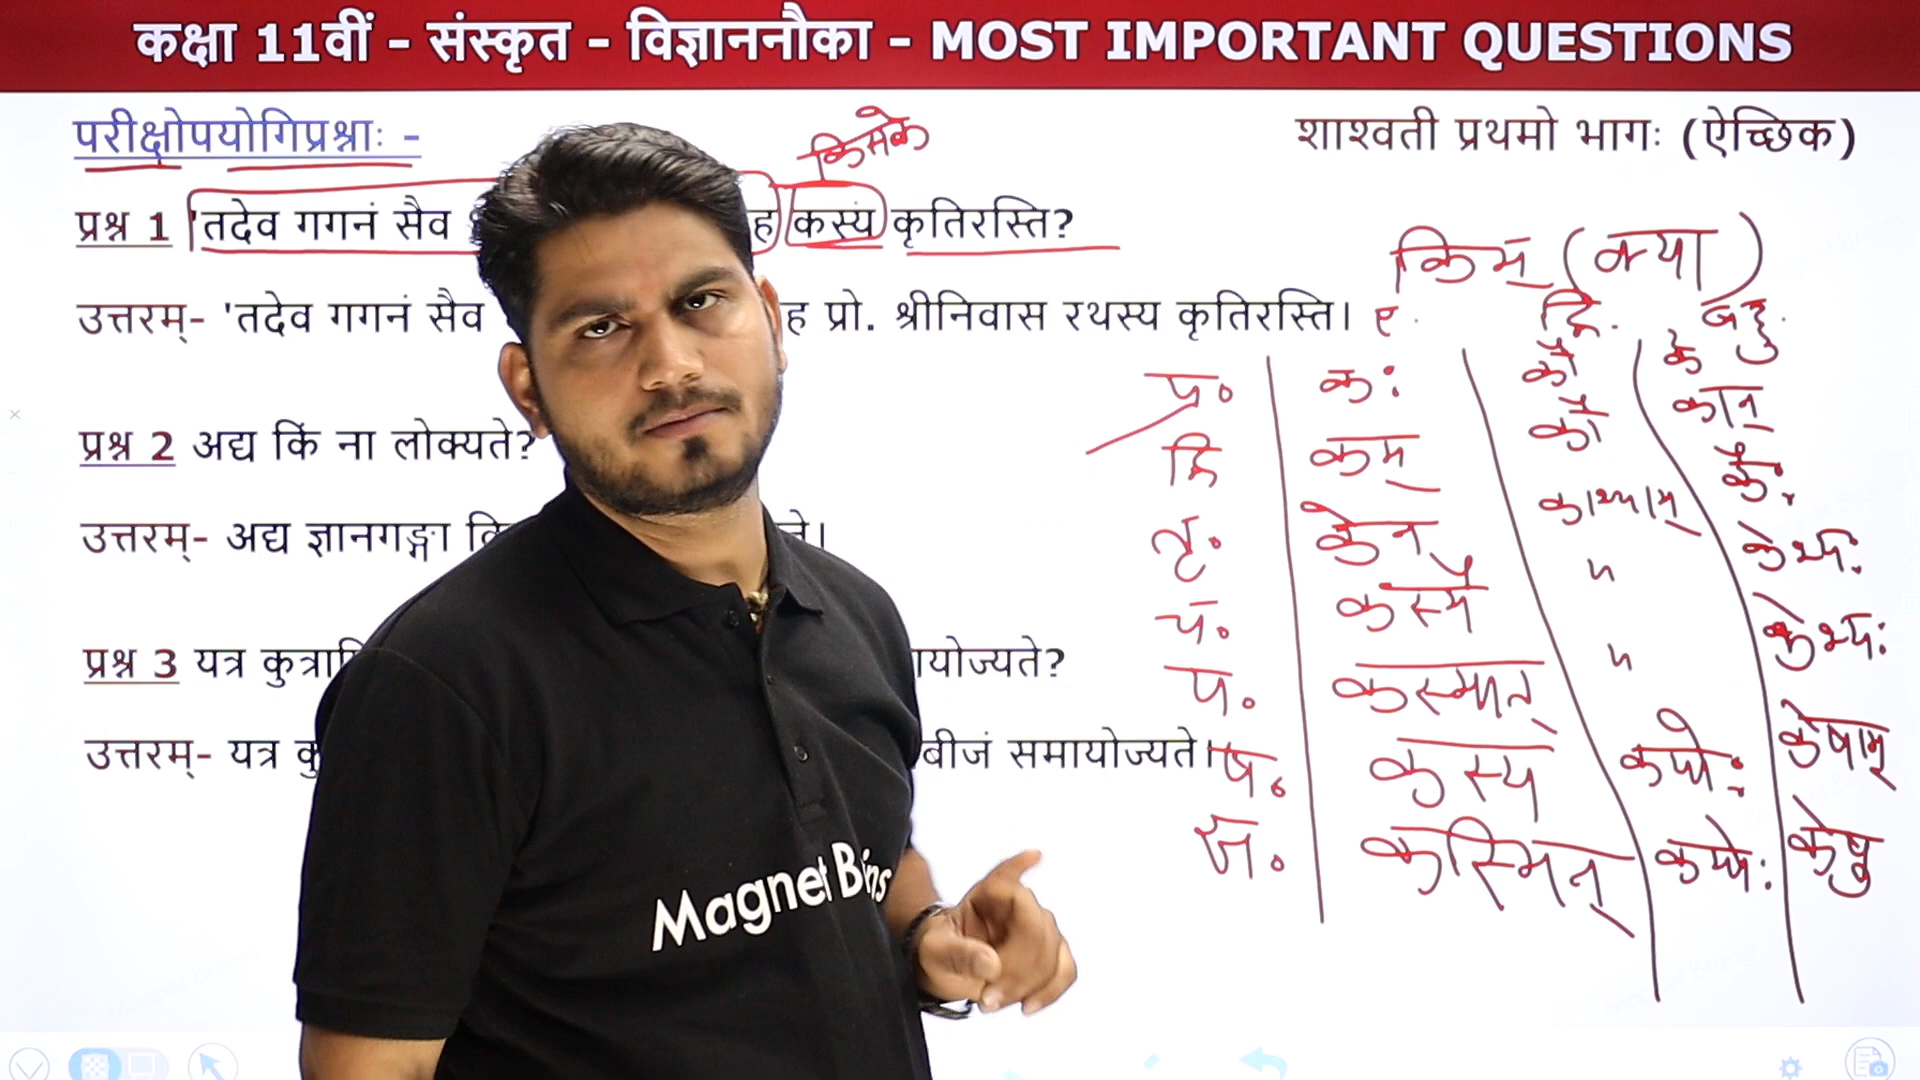 कक्षा 11वीं - संस्कृत - विज्ञाननौका - MOST IMPORTANT QUESTIONS
परीक्षोपयोगिप्रश्नाः -
शाश्वती प्रथमो भागः (ऐच्छिक)
किसके
प्रश्न 1 'तदेव गगनं सैव ह कस्य कृतिरस्ति?
किम् (क्या)
उत्तरम्- 'तदेव गगनं सैव ह प्रो. श्रीनिवास रथस्य कृतिरस्ति।
ए. द्वि. बहु.
प्र० कः कौ के
प्रश्न 2 अद्य किं ना लोक्यते?
द्वि कम् कौ कान्
उत्तरम्- अद्य ज्ञानगङ्गा
तृ० केन काभ्याम् कैः
च० कस्मै " केभ्यः
प्रश्न 3 यत्र योज्यते?
प० कस्मात् " केभ्यः
उत्तरम्- यत्र बीजं समायोज्यते।
ष० कस्य कयोः केषाम्
स० कस्मिन् कयोः केषु
Magnet Brains